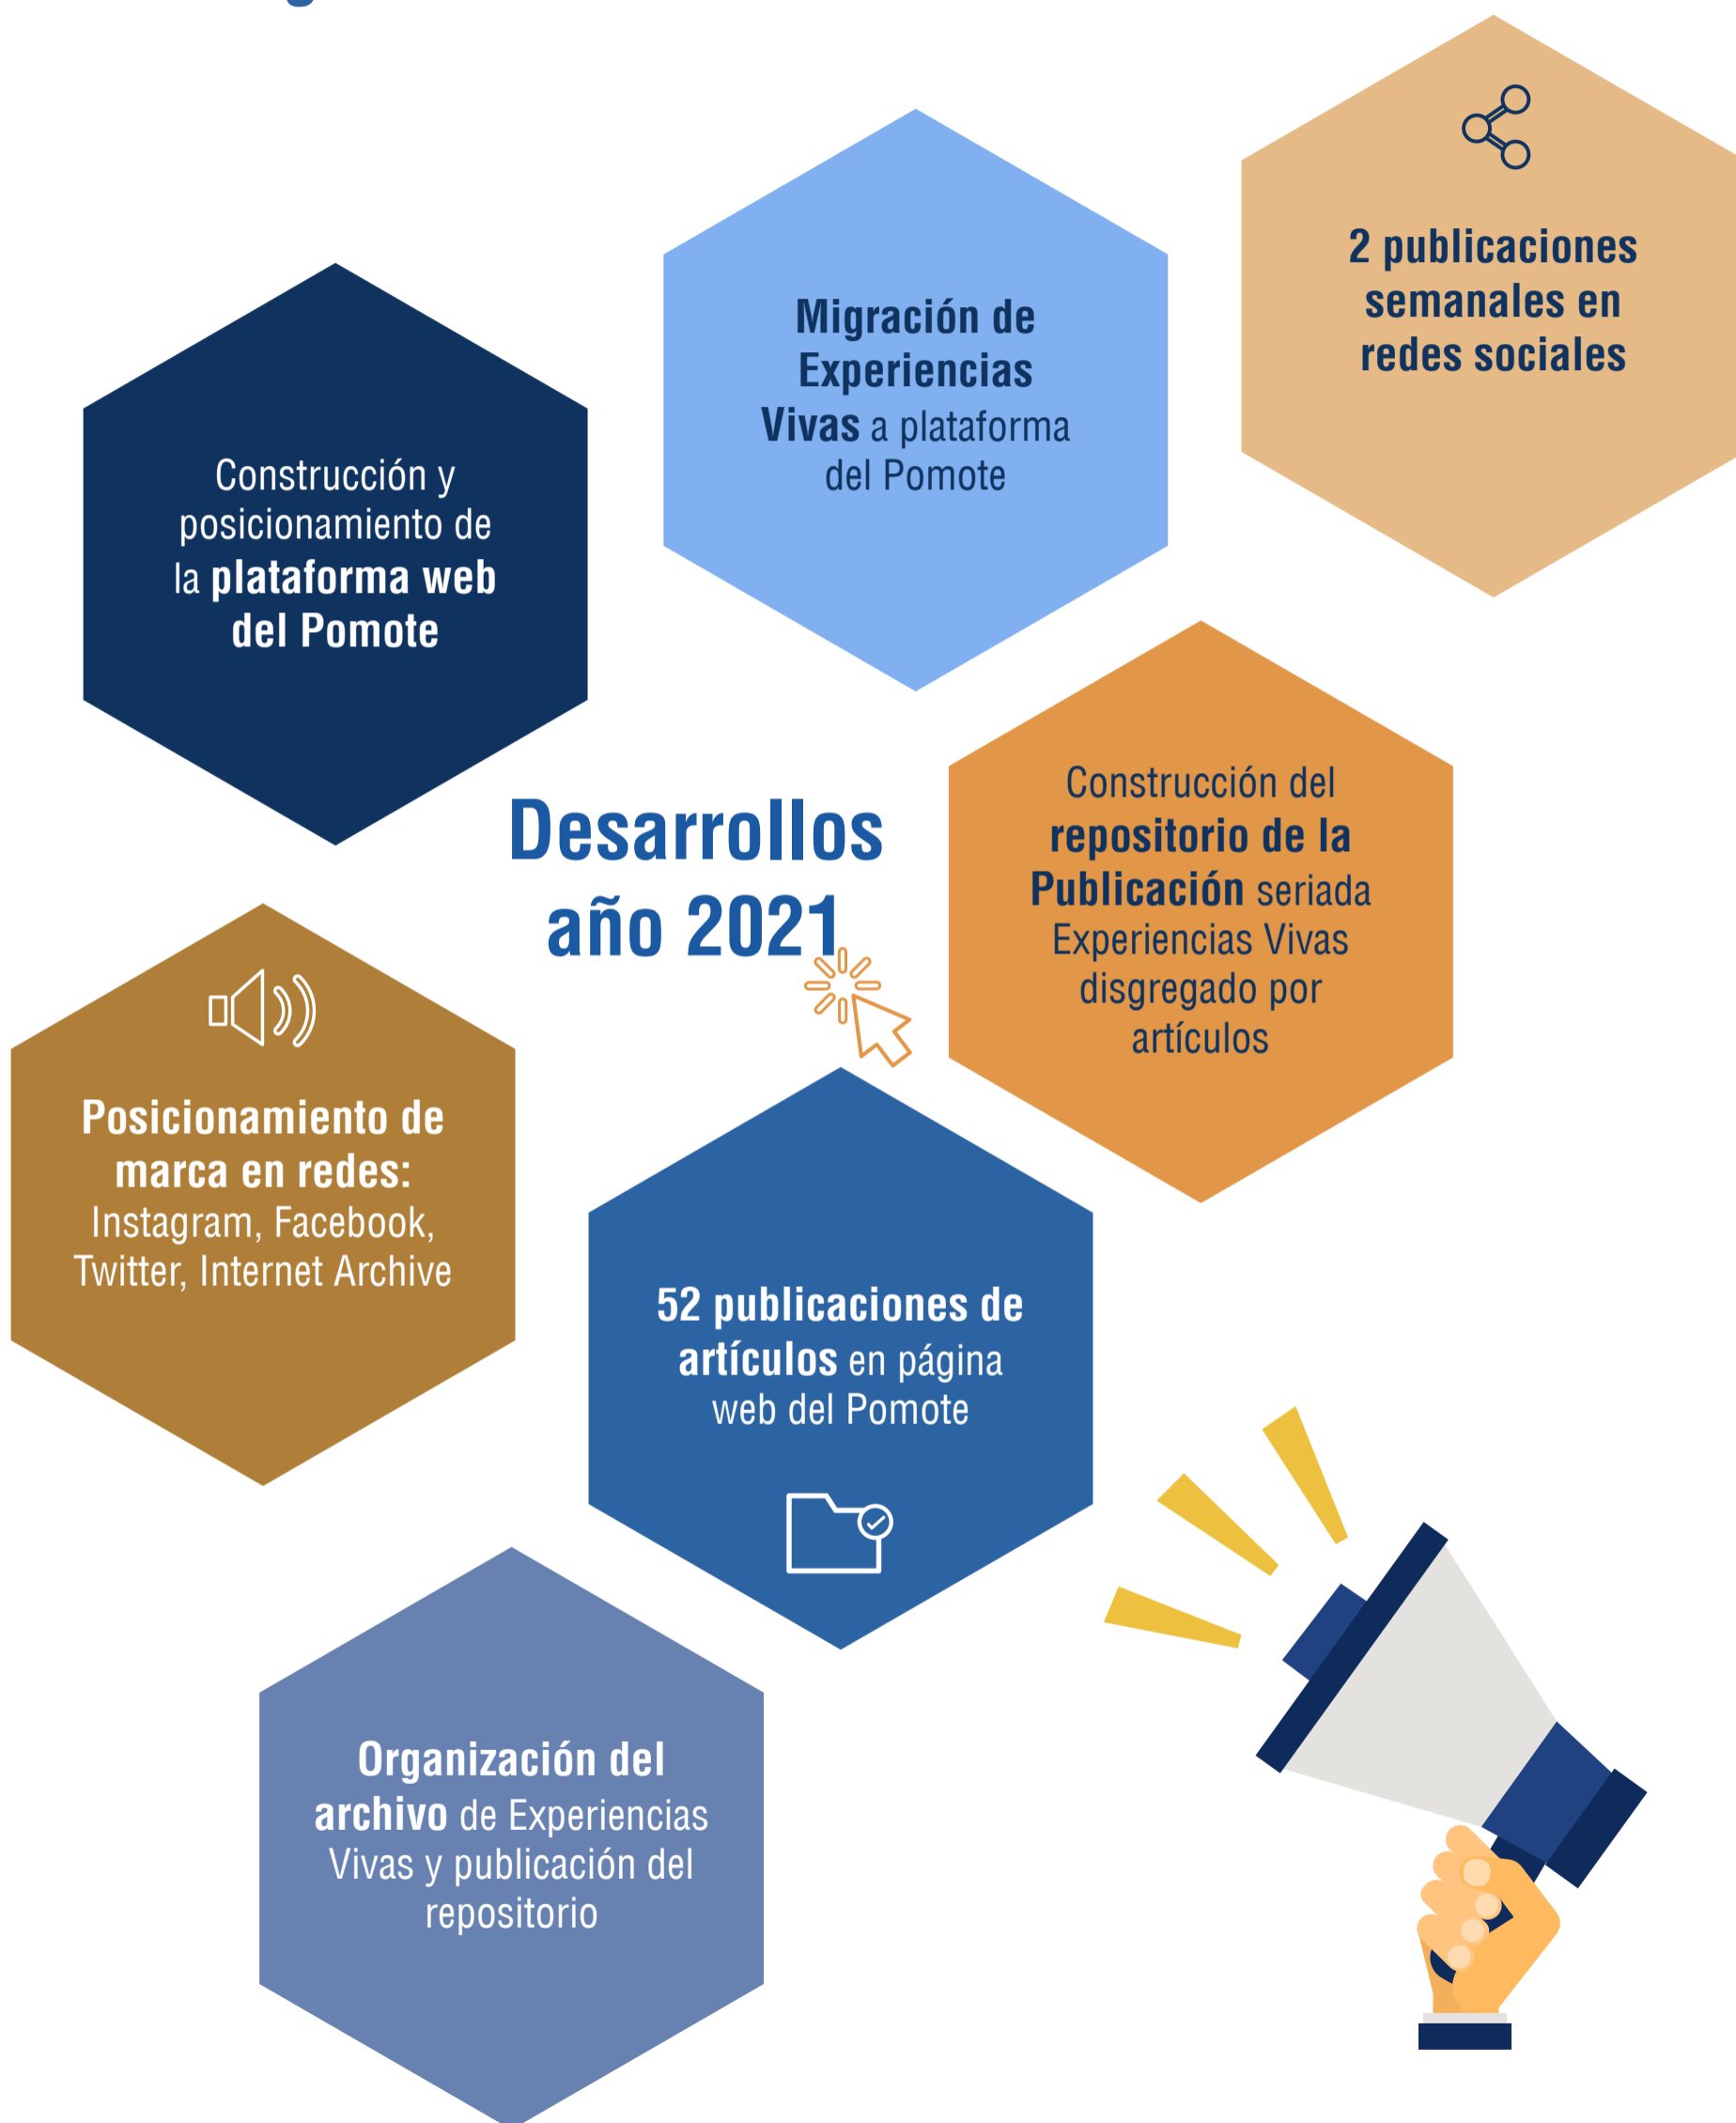 2 publicaciones
semanales en
redes sociales
Migración de
Experiencias
Vivas a plataforma
del Pomote
Construcción y
posicionamiento de
la plataforma web
del Pomote
Desarrollos
año 2021
Construcción del
repositorio de la
Publicación seriada
Experiencias Vivas
disgregado por
artículos
Posicionamiento de
marca en redes:
Instagram, Facebook,
Twitter, Internet Archive
52 publicaciones de
artículos en página
web del Pomote
Organización del
archivo de Experiencias
Vivas y publicación del
repositorio